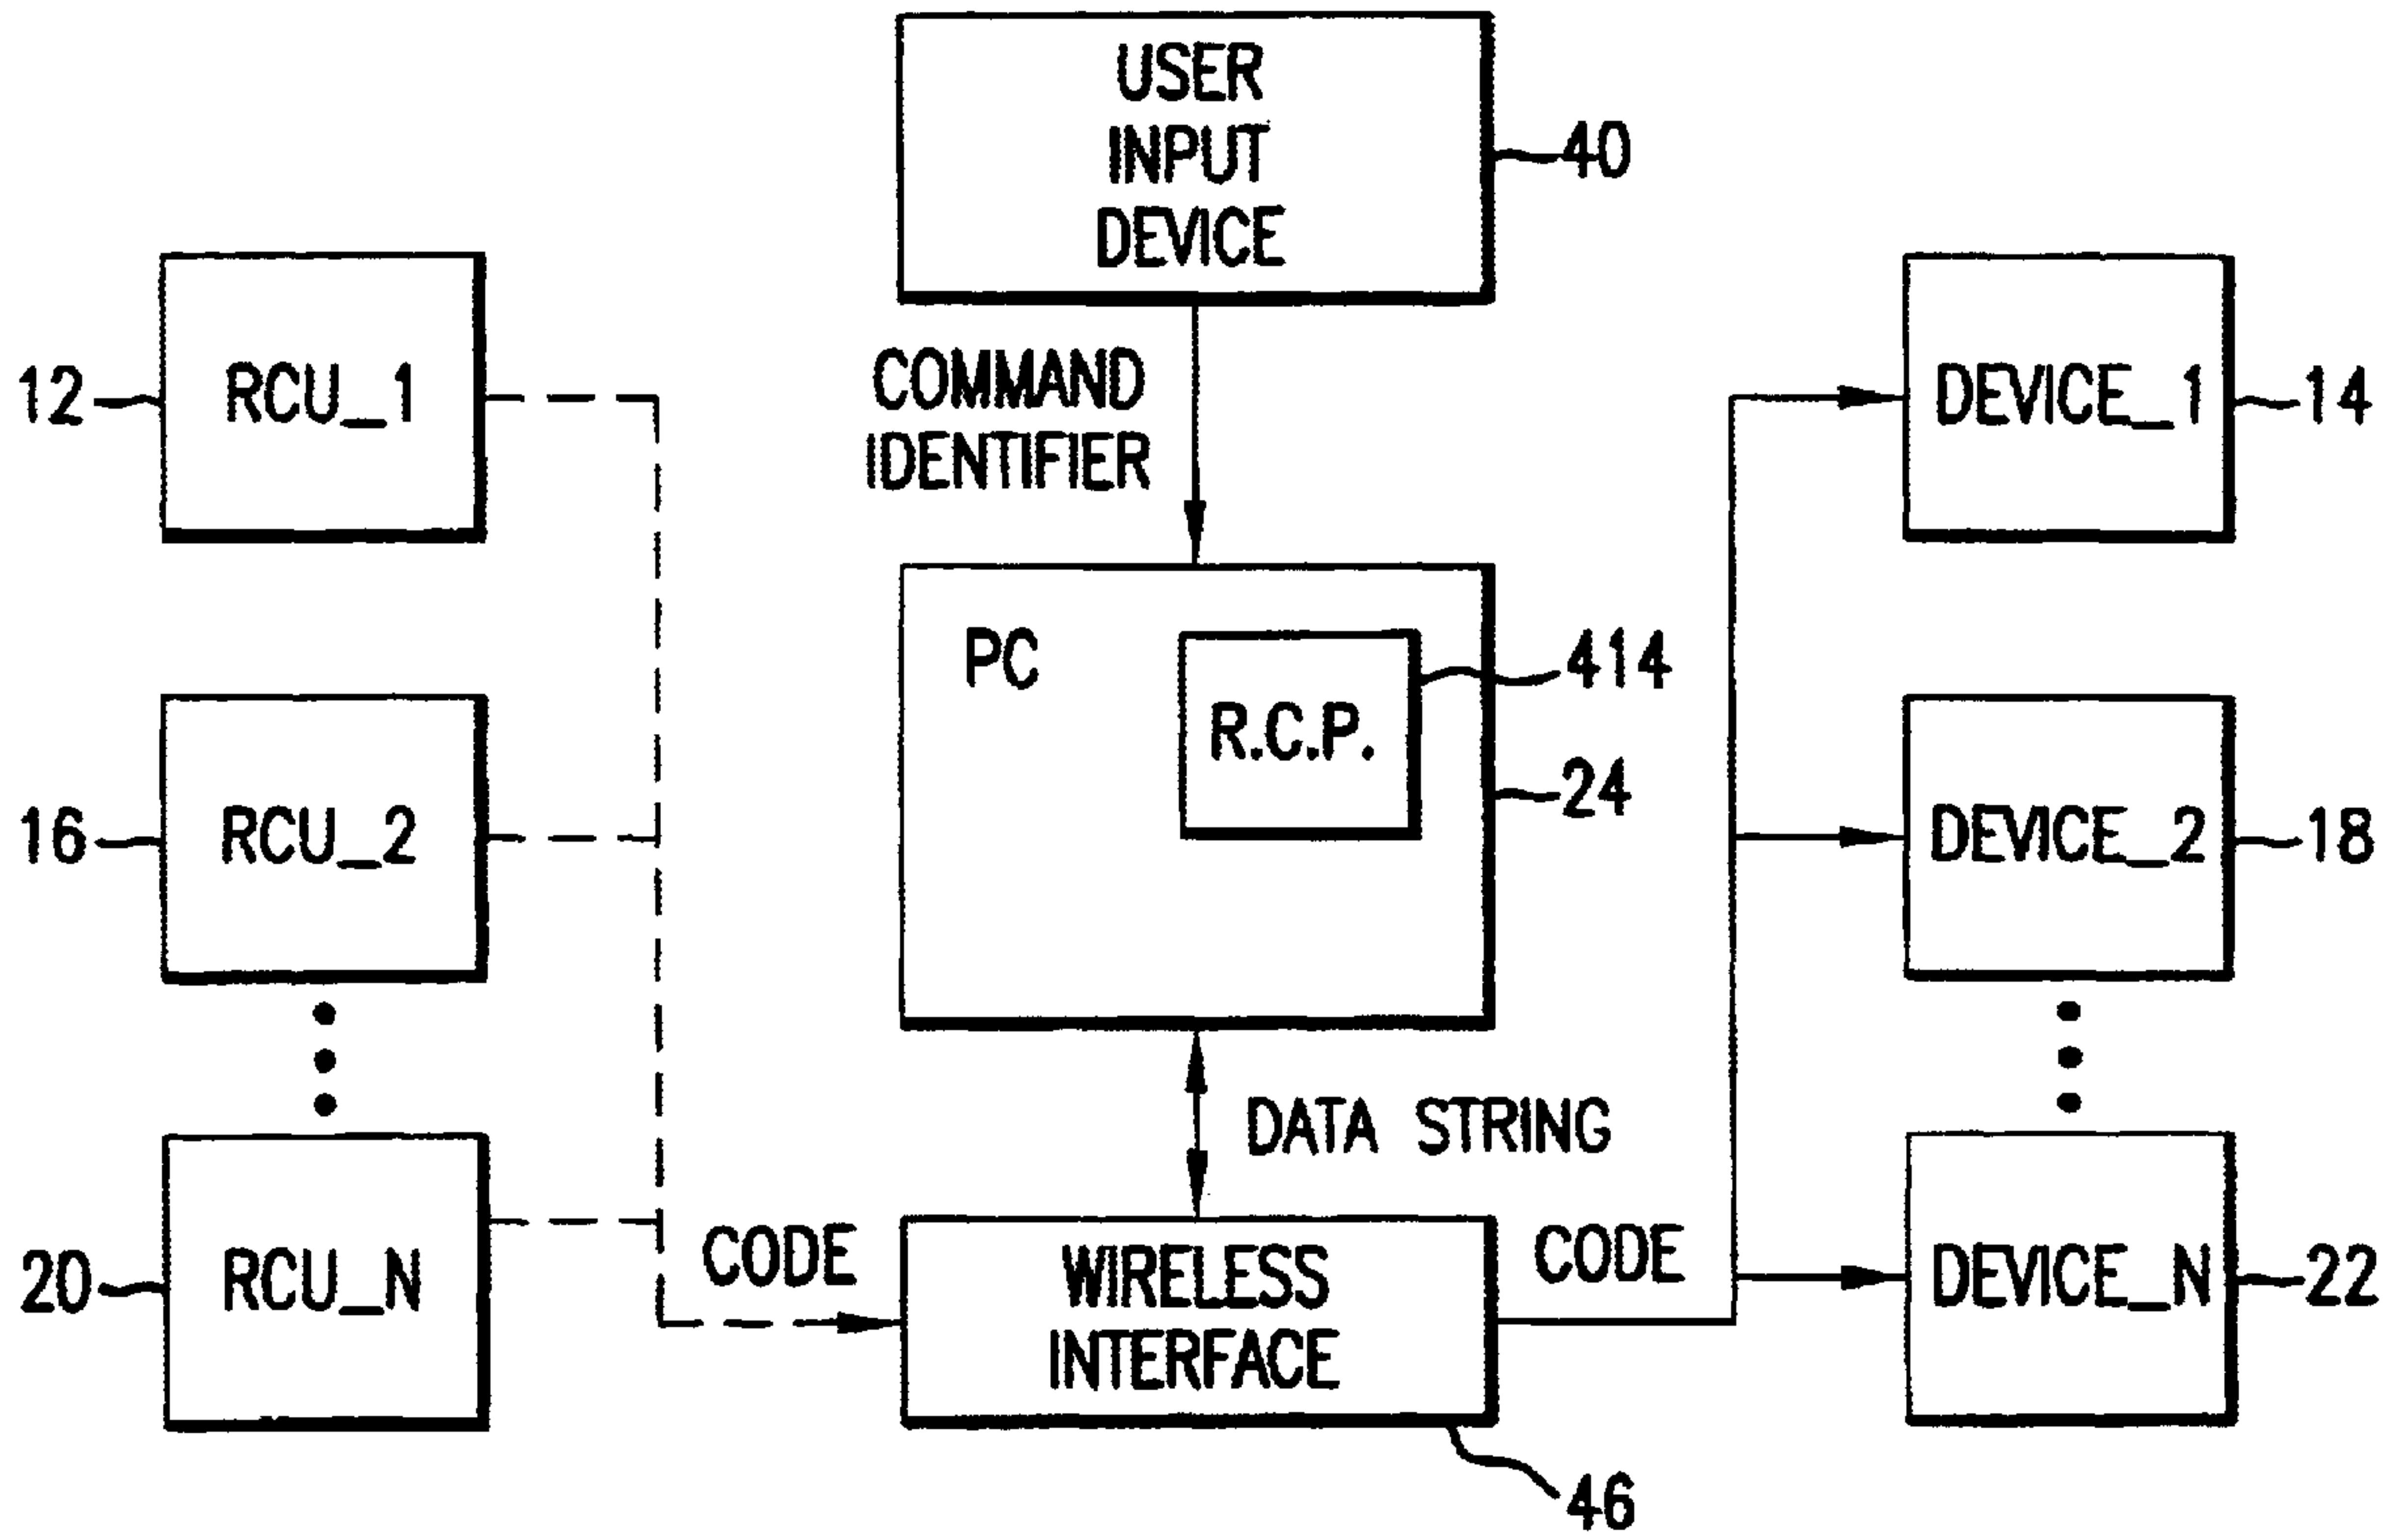 USER
INPUT
DEVICE
40
COMMAND
IDENTIFIER
12
RCU_1
DEVICE_1
14
PC
R.C.P.
414
24
16
RCU_2
DEVICE_2
18
DATA STRING
20
RCU_N
CODE
WIRELESS
INTERFACE
CODE
DEVICE_N
22
46